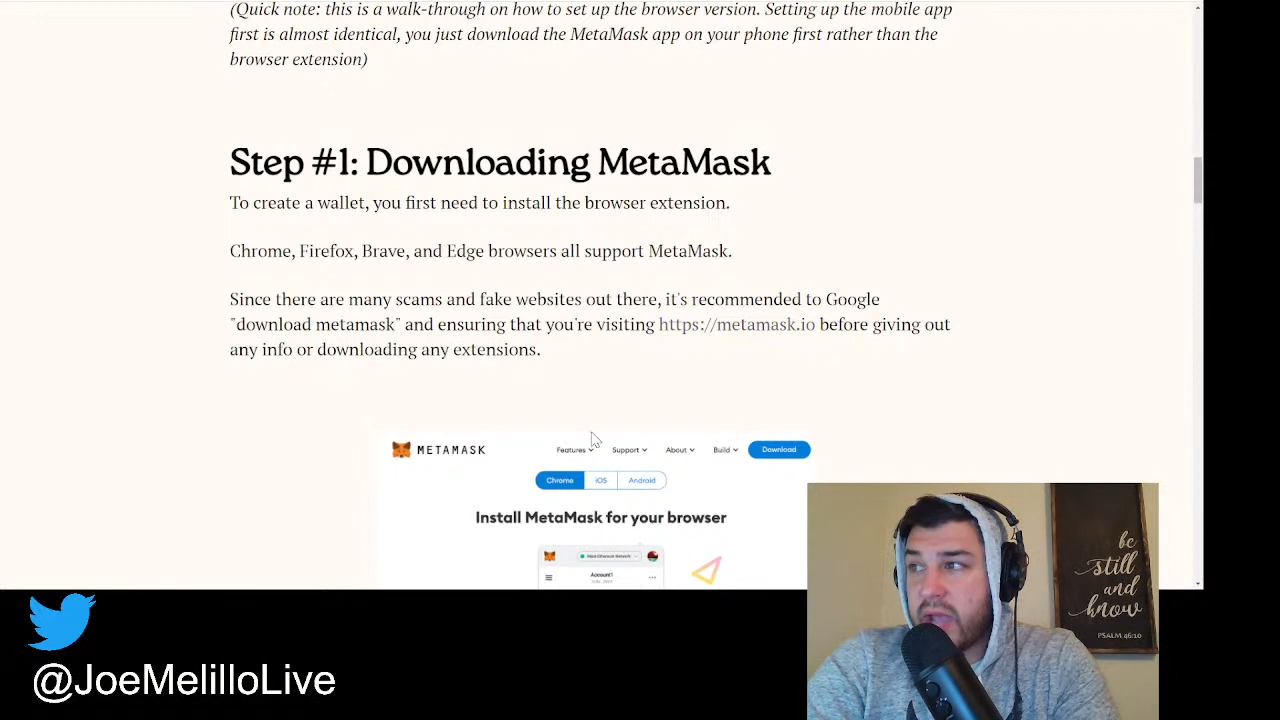 (Quick note: this is a walk-through on how to set up the browser version. Setting up the mobile app
first is almost identical, you just download the MetaMask app on your phone first rather than the
browser extension)
Step #1: Downloading MetaMask
To create a wallet, you first need to install the browser extension.
Chrome, Firefox, Brave, and Edge browsers all support MetaMask.
Since there are many scams and fake websites out there, it's recommended to Google
"download metamask" and ensuring that you're visiting https://metamask.io before giving out
any info or downloading any extensions.
METAMASK Features Support About Build Download
Chrome iOS Android
Install MetaMask for your browser
Account1
be
still
and
know
PSALM 46:10
@JoeMelilloLive